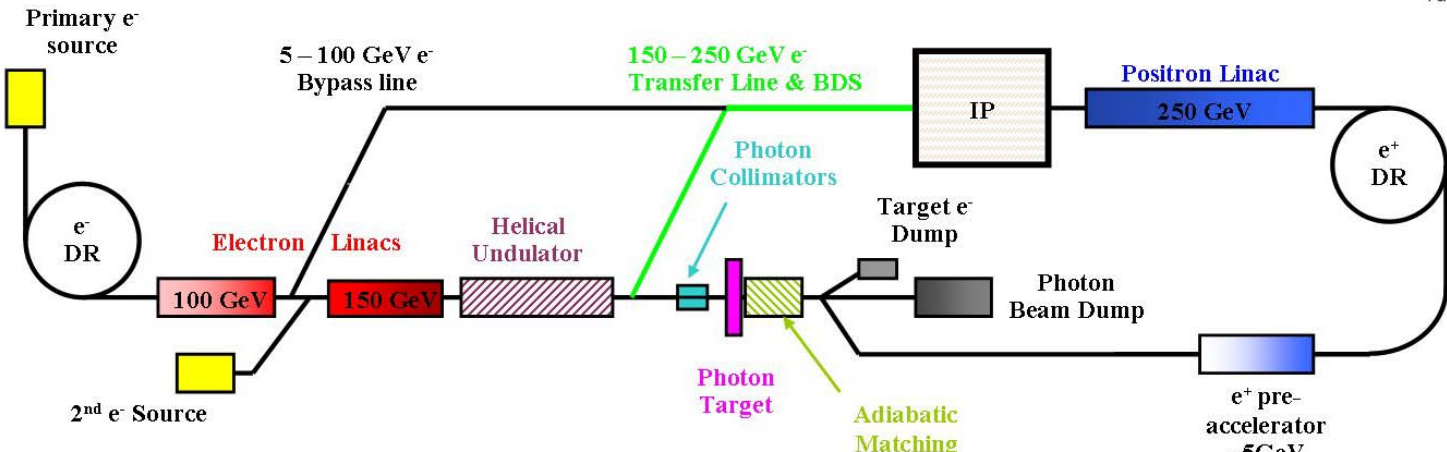 Primary e-
source
5 – 100 GeV e-
Bypass line
150 – 250 GeV e-
Transfer Line & BDS
IP
Positron Linac
250 GeV
e+
DR
Photon
Collimators
Target e-
Dump
Helical
Undulator
e-
DR
Electron Linacs
100 GeV
150 GeV
Photon
Beam Dump
2nd e- Source
Photon
Target
Adiabatic
Matching
e+ pre-
accelerator